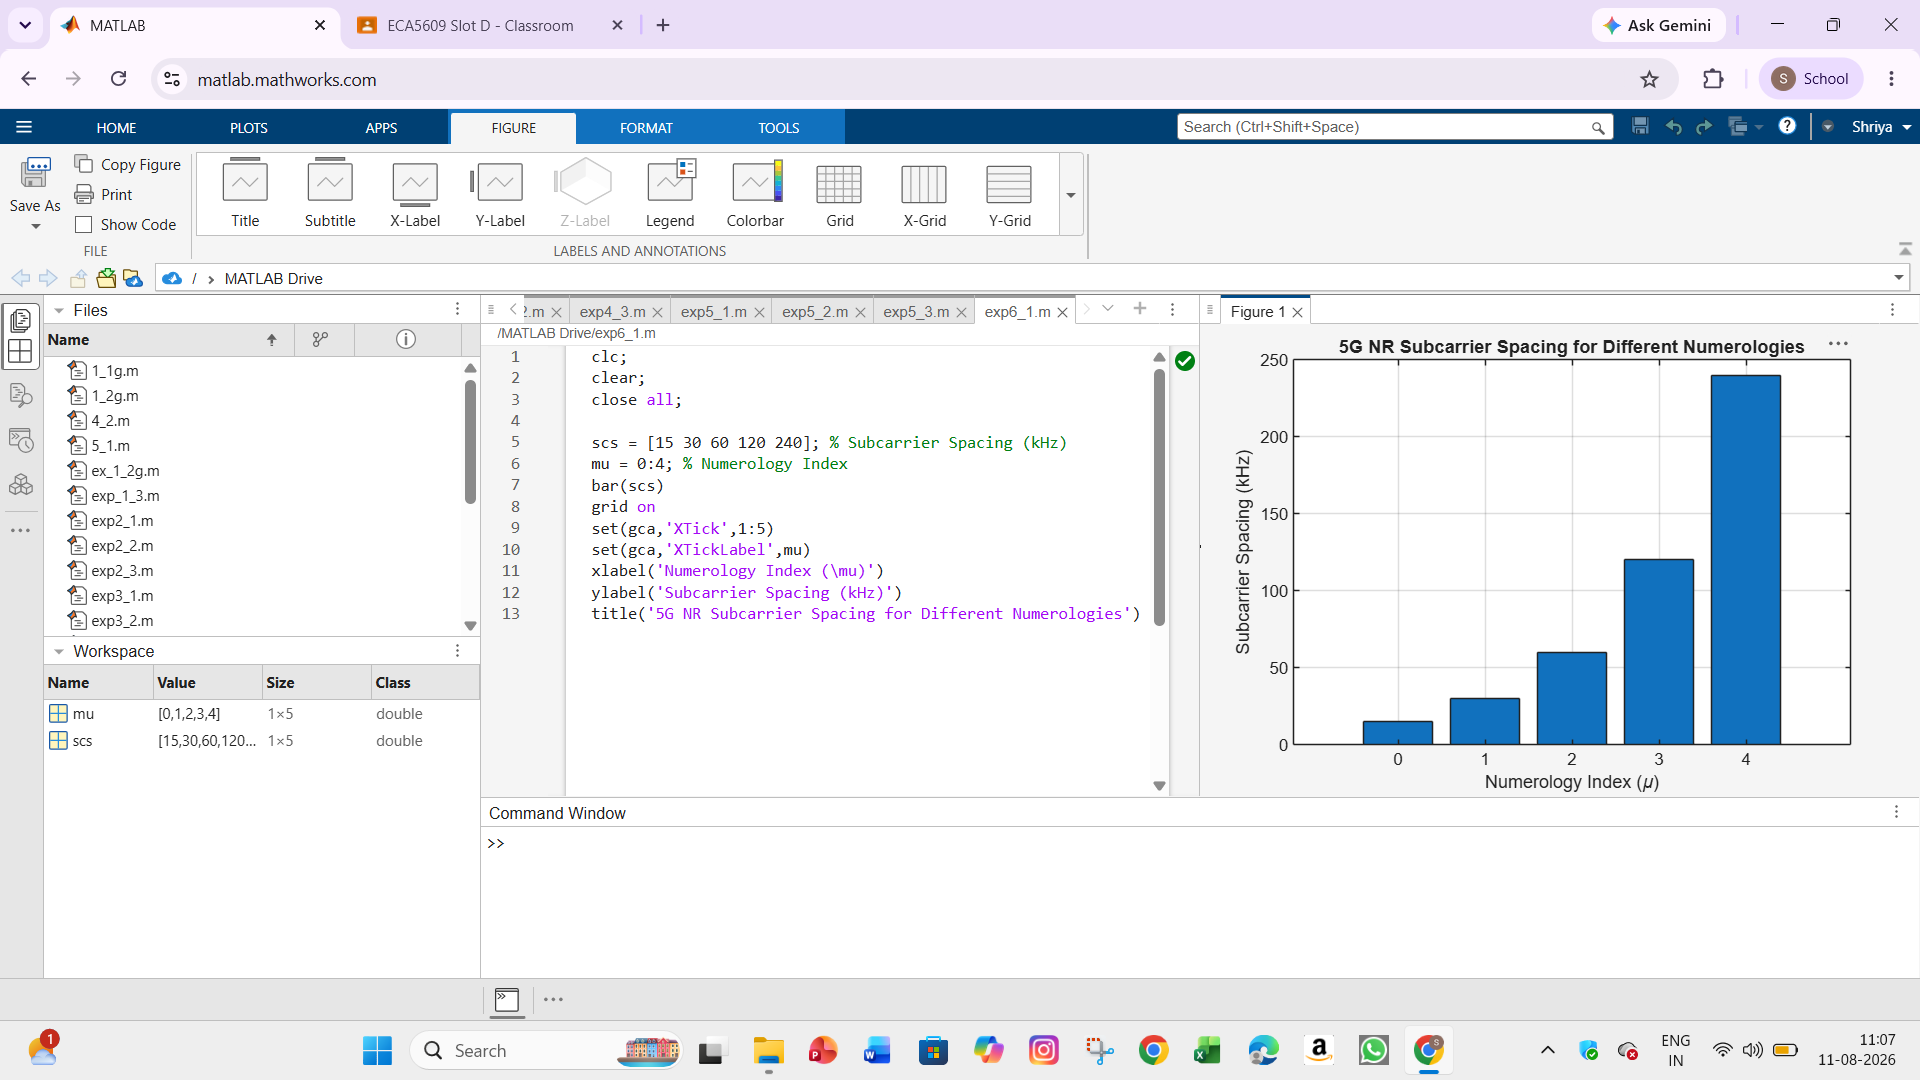 MATLAB
ECA5609 Slot D - Classroom
Ask Gemini
matlab.mathworks.com
S School
HOME PLOTS APPS FIGURE FORMAT TOOLS
Search (Ctrl+Shift+Space)
Shriya
Save As
Copy Figure
Print
Show Code
FILE
Title Subtitle X-Label Y-Label Z-Label Legend Colorbar Grid X-Grid Y-Grid
LABELS AND ANNOTATIONS
/ › MATLAB Drive
Files
Name
1_1g.m
1_2g.m
4_2.m
5_1.m
ex_1_2g.m
exp_1_3.m
exp2_1.m
exp2_2.m
exp2_3.m
exp3_1.m
exp3_2.m
Workspace
Name Value Size Class
mu [0,1,2,3,4] 1×5 double
scs [15,30,60,120... 1×5 double
2.m exp4_3.m exp5_1.m exp5_2.m exp5_3.m exp6_1.m
/MATLAB Drive/exp6_1.m
1 clc;
2 clear;
3 close all;
4
5 scs = [15 30 60 120 240]; % Subcarrier Spacing (kHz)
6 mu = 0:4; % Numerology Index
7 bar(scs)
8 grid on
9 set(gca,'XTick',1:5)
10 set(gca,'XTickLabel',mu)
11 xlabel('Numerology Index (\mu)')
12 ylabel('Subcarrier Spacing (kHz)')
13 title('5G NR Subcarrier Spacing for Different Numerologies')
Figure 1
5G NR Subcarrier Spacing for Different Numerologies
250
200
150
100
50
0
Subcarrier Spacing (kHz)
0 1 2 3 4
Numerology Index (μ)
Command Window
>>
1
Search
ENG
IN
11:07
11-08-2026